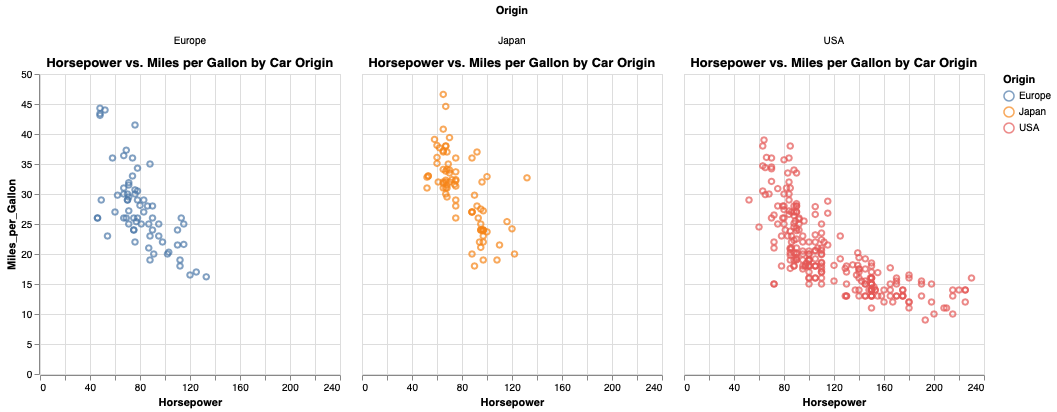 Origin
Europe Japan USA
Horsepower vs. Miles per Gallon by Car Origin Horsepower vs. Miles per Gallon by Car Origin Horsepower vs. Miles per Gallon by Car Origin
Origin
Europe
Japan
USA
50
45
40
35
30
25
20
15
10
5
0
Miles_per_Gallon
0 40 80 120 160 200 240 0 40 80 120 160 200 240 0 40 80 120 160 200 240
Horsepower Horsepower Horsepower